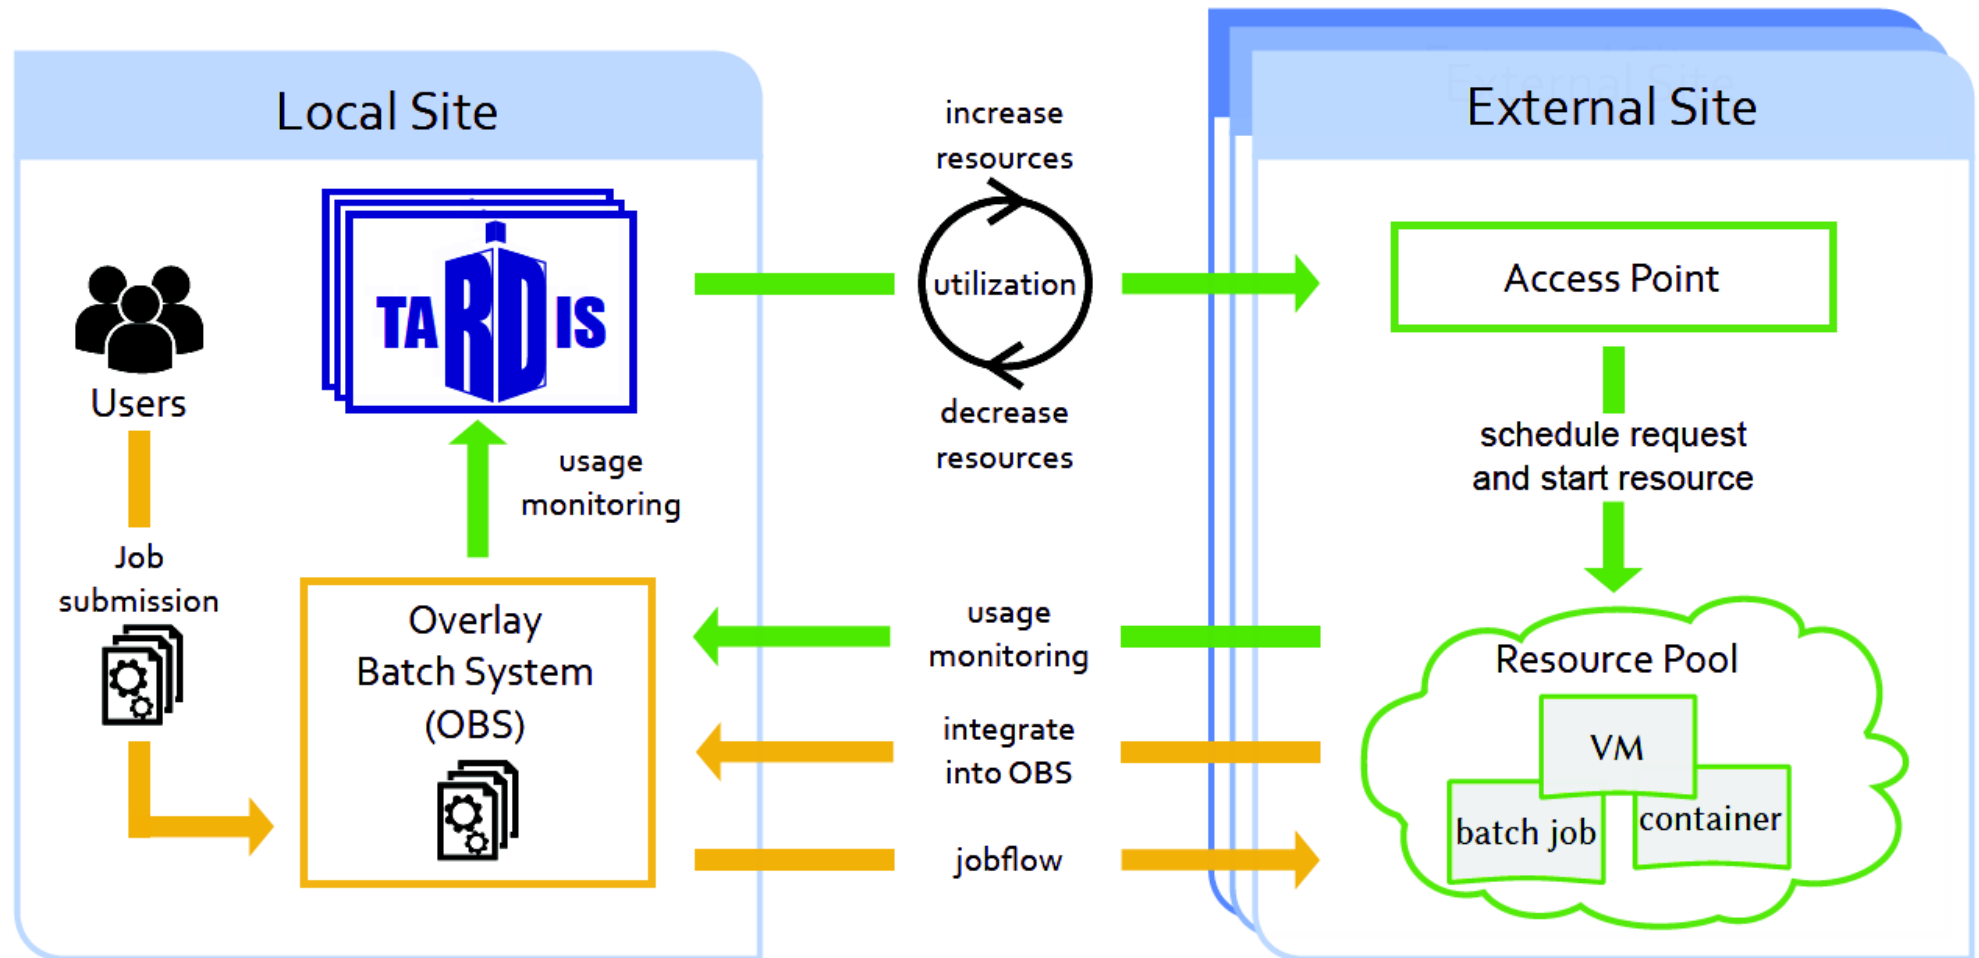 Local Site
External Site
External Site
TARDIS
Users
usage
monitoring
Job
submission
Overlay
Batch System
(OBS)
increase
resources
utilization
decrease
resources
usage
monitoring
integrate
into OBS
jobflow
Access Point
schedule request
and start resource
Resource Pool
VM
batch job
container